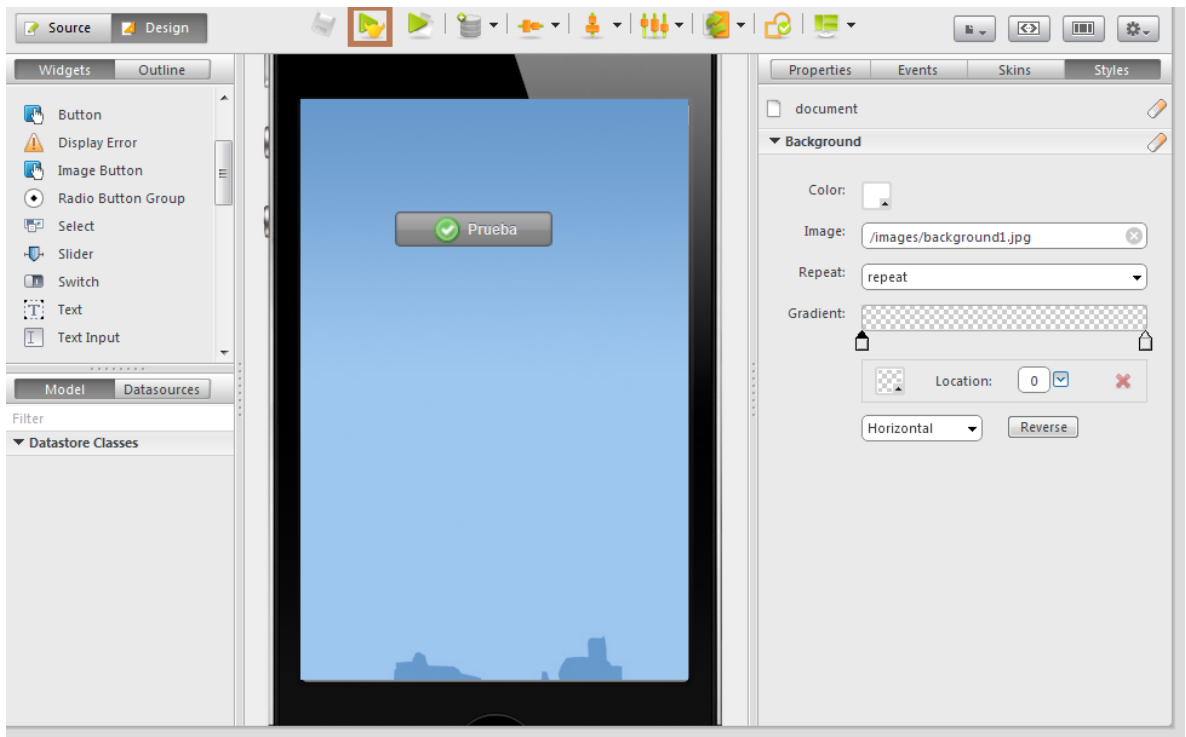 Source Design
Widgets Outline
Button
Display Error
Image Button
Radio Button Group
Select
Slider
Switch
Text
Text Input
Model Datasources
Filter
Datastore Classes
Prueba
Properties Events Skins Styles
document
Background
Color:
Image: /images/background1.jpg
Repeat: repeat
Gradient:
Location: 0
Horizontal Reverse